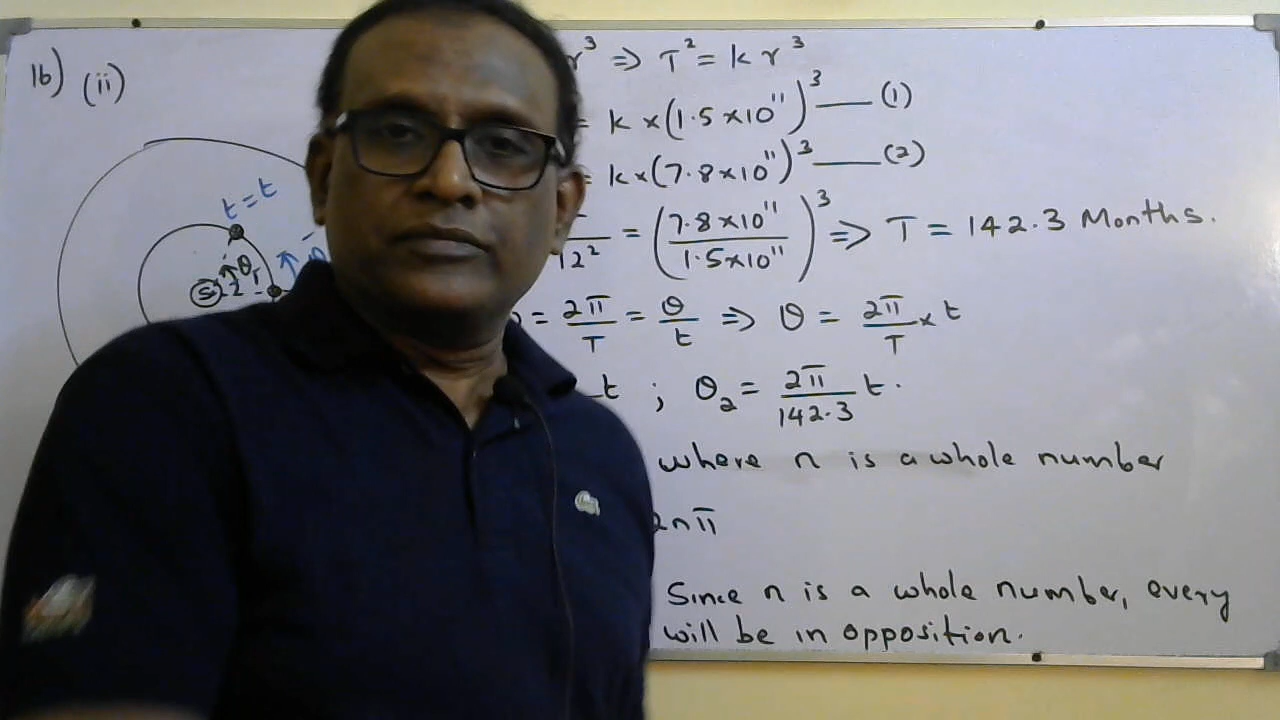 16) (ii)
r³ ⇒ T² = k r³
= k × (1.5 × 10¹¹)³ —— (1)
= k × (7.8 × 10¹¹)³ —— (2)
12² = (7.8 × 10¹¹ / 1.5 × 10¹¹)³ ⇒ T = 142.3 Months.
t = t
θ
S
= 2π/T = θ/t ⇒ θ = 2π/T × t
t ; θ₂ = 2π/142.3 t.
where n is a whole number
2nπ
Since n is a whole number, every
will be in opposition.